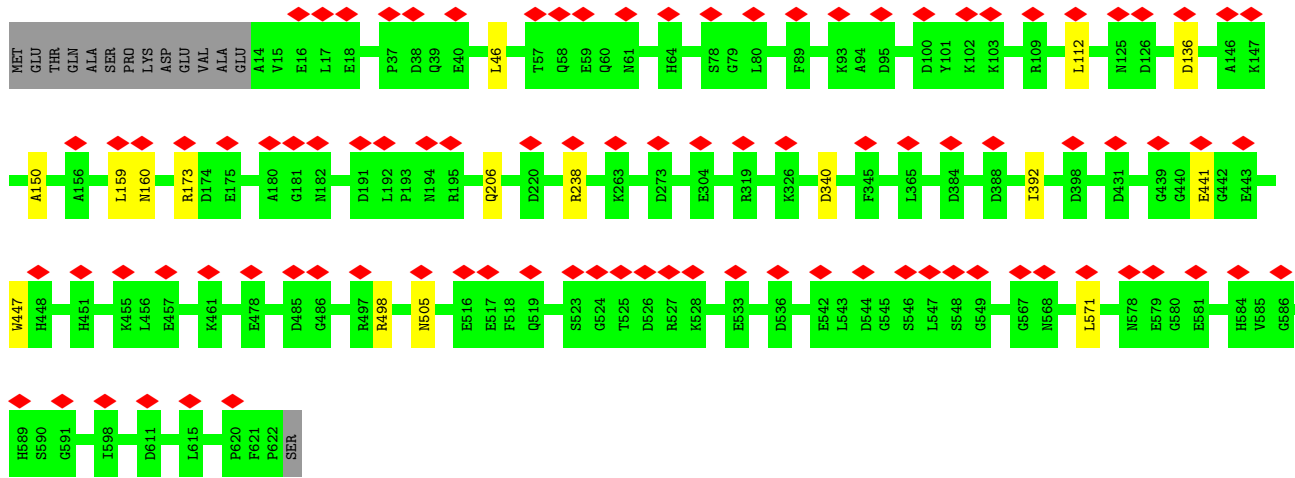 MET GLU THR GLN ALA SER PRO LYS ASP GLU VAL ALA GLU A14 V15 E16 L17 E18 P37 D38 Q39 E40 L46 T57 Q58 E59 Q60 N61 H64 S78 G79 L80 F89 K93 A94 D95 D100 Y101 K102 K103 R109 L112 N125 D126 D136 A146 K147
A150 A156 L159 N160 R173 D174 E175 A180 G181 N182 D191 L192 P193 N194 R195 Q206 D220 R238 K263 D273 E304 R319 K326 D340 F345 L365 D384 D388 I392 D398 D431 G439 G440 E441 G442 E443
W447 H448 H451 K455 L456 E457 K461 E478 D485 G486 R497 R498 N505 E516 E517 F518 Q519 S523 G524 T525 D526 R527 K528 E533 D536 E542 L543 D544 G545 S546 L547 S548 G549 G567 N568 L571 N578 E579 G580 E581 H584 V585 G586
H589 S590 G591 I598 D611 L615 P620 F621 P622 SER